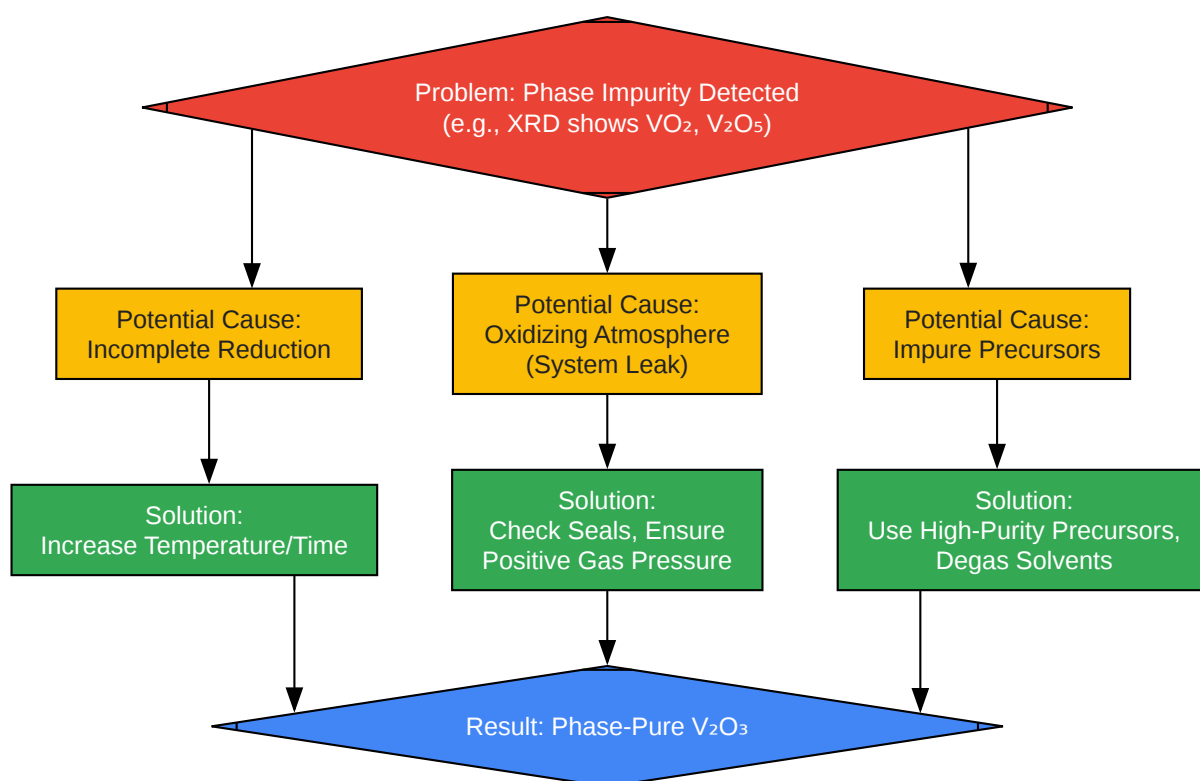 Problem: Phase Impurity Detected
(e.g., XRD shows VO₂, V₂O₅)
Potential Cause:
Incomplete Reduction
Potential Cause:
Oxidizing Atmosphere
(System Leak)
Potential Cause:
Impure Precursors
Solution:
Increase Temperature/Time
Solution:
Check Seals, Ensure
Positive Gas Pressure
Solution:
Use High-Purity Precursors,
Degas Solvents
Result: Phase-Pure V₂O₃